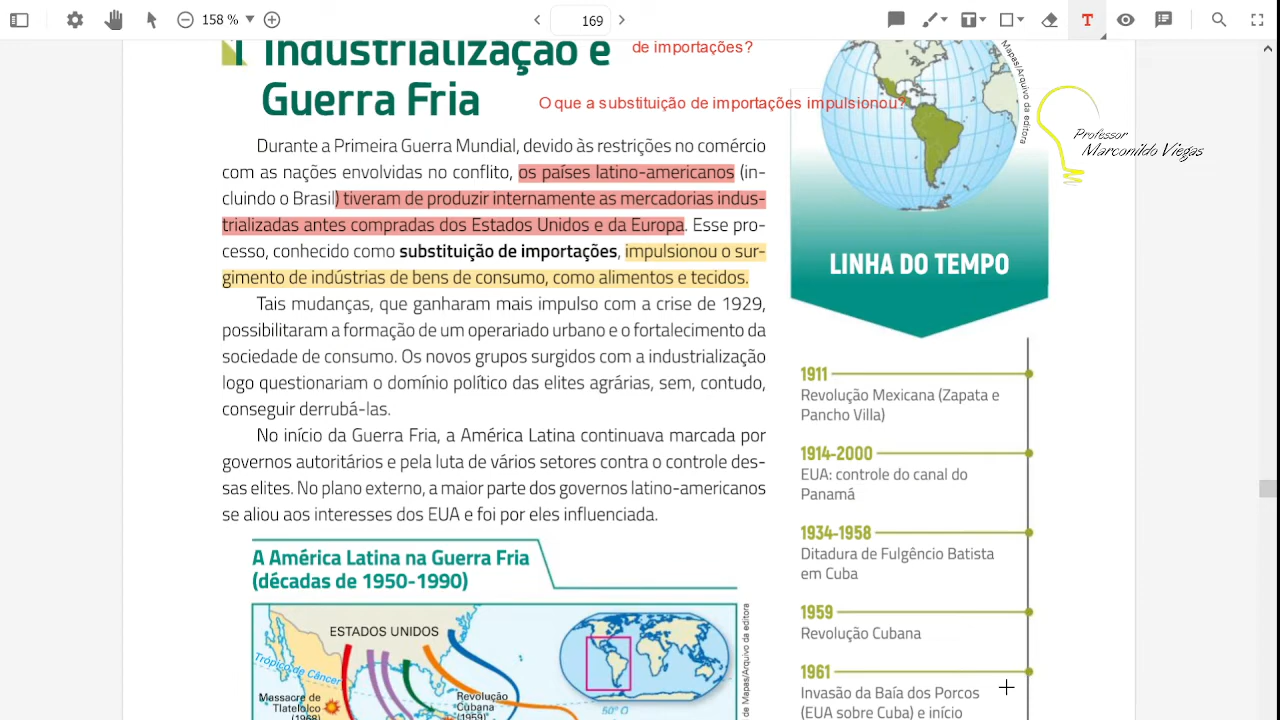 158 %
169
Industrialização e
Guerra Fria
de importações?
O que a substituição de importações impulsionou?
Durante a Primeira Guerra Mundial, devido às restrições no comércio
com as nações envolvidas no conflito, os países latino-americanos (in-
cluindo o Brasil) tiveram de produzir internamente as mercadorias indus-
trializadas antes compradas dos Estados Unidos e da Europa. Esse pro-
cesso, conhecido como substituição de importações, impulsionou o sur-
gimento de indústrias de bens de consumo, como alimentos e tecidos.
Tais mudanças, que ganharam mais impulso com a crise de 1929,
possibilitaram a formação de um operariado urbano e o fortalecimento da
sociedade de consumo. Os novos grupos surgidos com a industrialização
logo questionariam o domínio político das elites agrárias, sem, contudo,
conseguir derrubá-las.
No início da Guerra Fria, a América Latina continuava marcada por
governos autoritários e pela luta de vários setores contra o controle des-
sas elites. No plano externo, a maior parte dos governos latino-americanos
se aliou aos interesses dos EUA e foi por eles influenciada.
A América Latina na Guerra Fria
(décadas de 1950-1990)
ESTADOS UNIDOS
Trópico de Câncer
Massacre de
Tlatelolco
(1968)
Revolução
Cubana
(1959)
50° O
de Mapas/Arquivo da editora
Mapas/Arquivo da editora
Professor
Marconildo Viegas
LINHA DO TEMPO
1911
Revolução Mexicana (Zapata e
Pancho Villa)
1914-2000
EUA: controle do canal do
Panamá
1934-1958
Ditadura de Fulgêncio Batista
em Cuba
1959
Revolução Cubana
1961
Invasão da Baía dos Porcos
(EUA sobre Cuba) e início